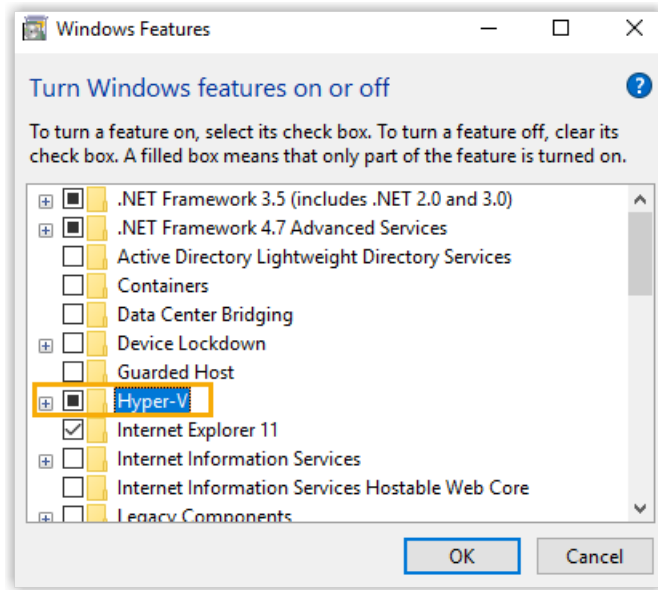 Windows Features
Turn Windows features on or off
To turn a feature on, select its check box. To turn a feature off, clear its
check box. A filled box means that only part of the feature is turned on.
.NET Framework 3.5 (includes .NET 2.0 and 3.0)
.NET Framework 4.7 Advanced Services
Active Directory Lightweight Directory Services
Containers
Data Center Bridging
Device Lockdown
Guarded Host
Hyper-V
Internet Explorer 11
Internet Information Services
Internet Information Services Hostable Web Core
Legacy Components
OK Cancel